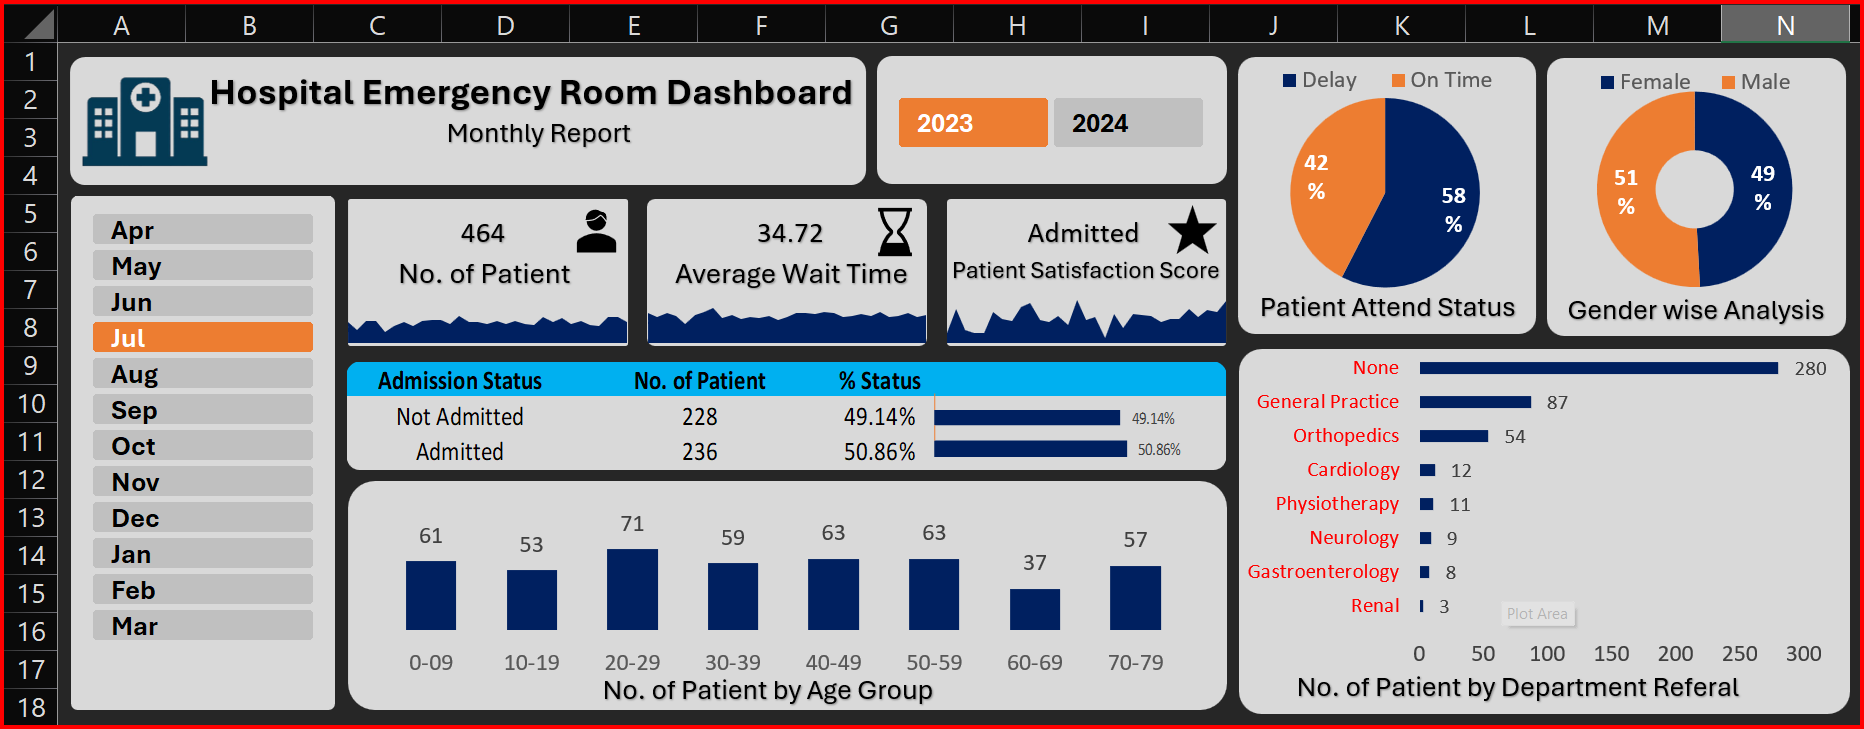 A B C D E F G H I J K L M N
1
2
3
4
5
6
7
8
9
10
11
12
13
14
15
16
17
18
Hospital Emergency Room Dashboard
Monthly Report
2023 2024
Apr
May
Jun
Jul
Aug
Sep
Oct
Nov
Dec
Jan
Feb
Mar
464
No. of Patient
34.72
Average Wait Time
Admitted
Patient Satisfaction Score
Delay On Time
42
%
58
%
Patient Attend Status
Female Male
51
%
49
%
Gender wise Analysis
Admission Status No. of Patient % Status
Not Admitted 228 49.14% 49.14%
Admitted 236 50.86% 50.86%
61 53 71 59 63 63 37 57
0-09 10-19 20-29 30-39 40-49 50-59 60-69 70-79
No. of Patient by Age Group
None 280
General Practice 87
Orthopedics 54
Cardiology 12
Physiotherapy 11
Neurology 9
Gastroenterology 8
Renal 3
Plot Area
0 50 100 150 200 250 300
No. of Patient by Department Referal